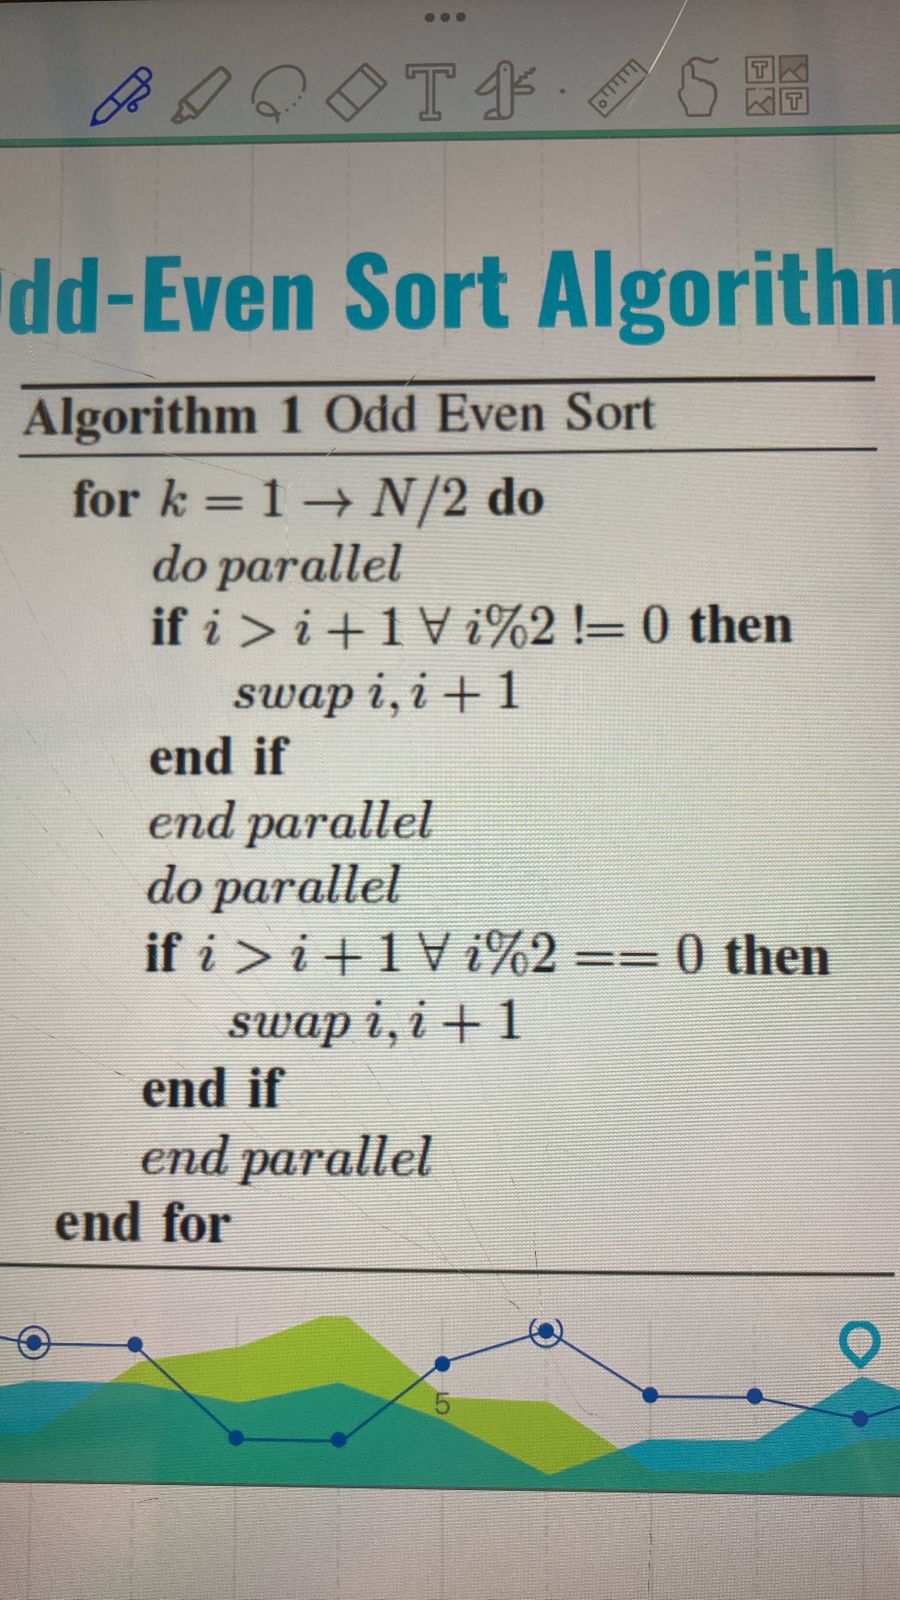 dd-Even Sort Algorithm
Algorithm 1 Odd Even Sort
for k = 1 → N/2 do
do parallel
if i > i + 1 ∀ i%2 != 0 then
swap i, i + 1
end if
end parallel
do parallel
if i > i + 1 ∀ i%2 == 0 then
swap i, i + 1
end if
end parallel
end for
5